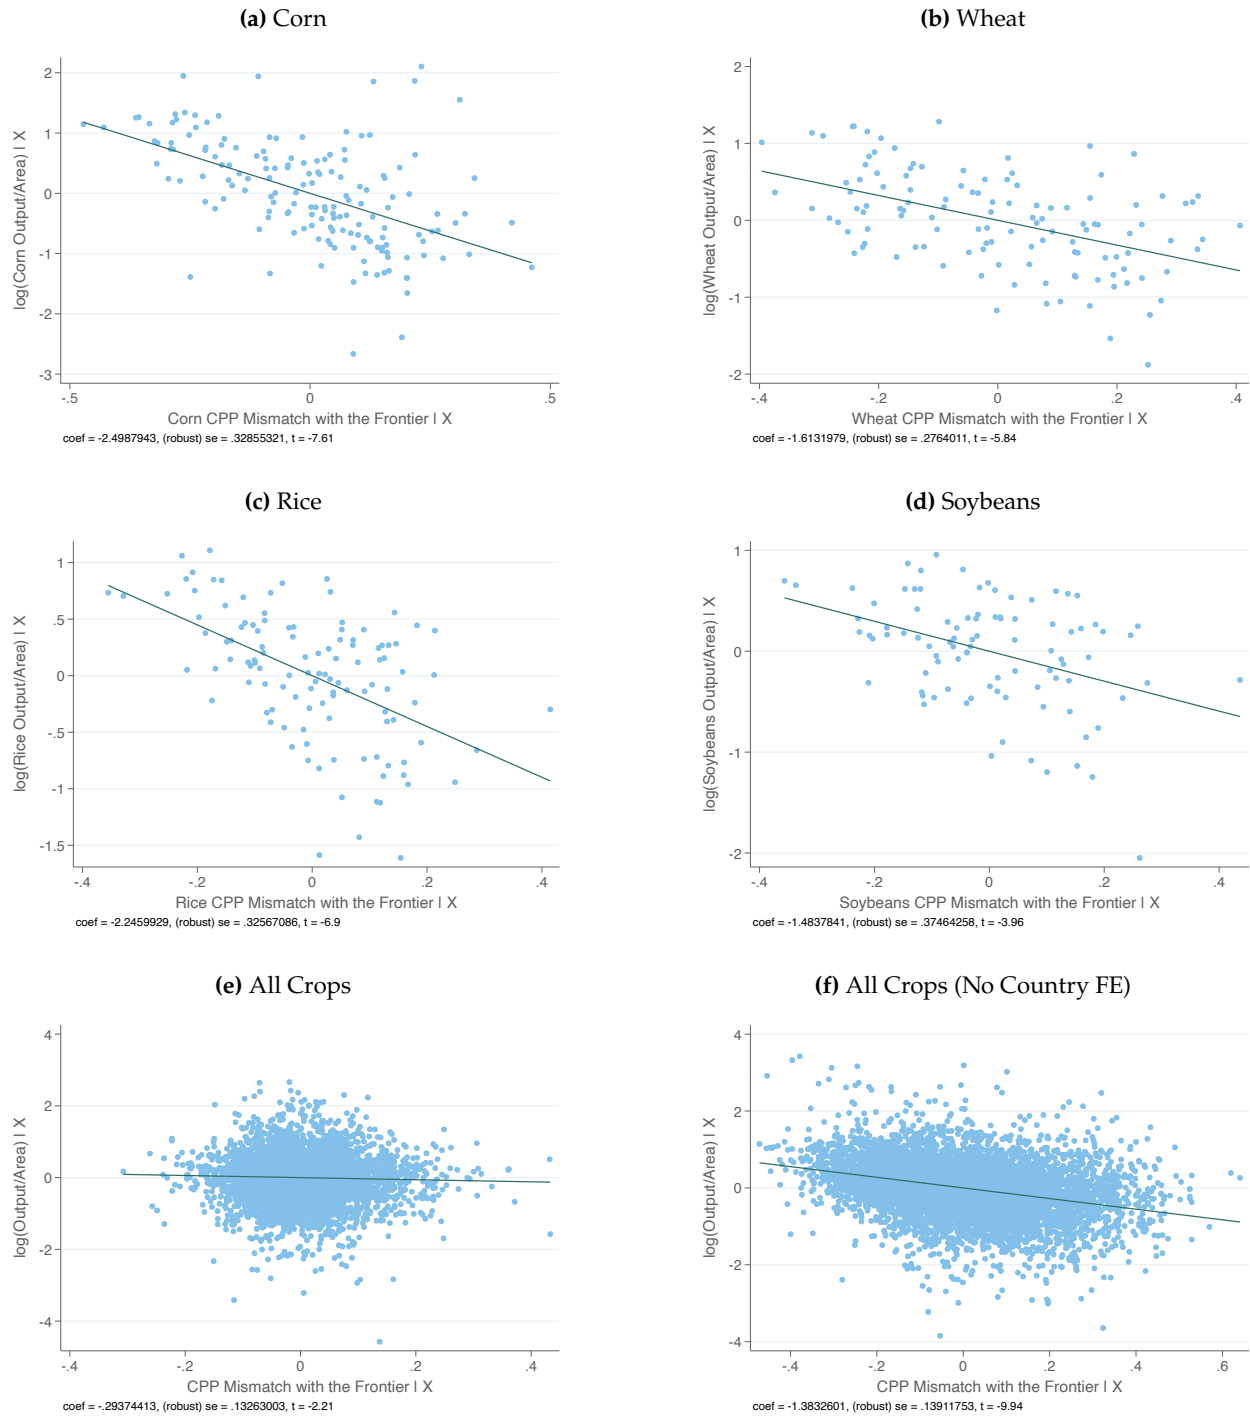 (a) Corn
2
1
0
-1
-2
-3
log(Corn Output/Area) | X
-.5
0
.5
Corn CPP Mismatch with the Frontier | X
coef = -2.4987943, (robust) se = .32855321, t = -7.61
(b) Wheat
2
1
0
-1
-2
log(Wheat Output/Area) | X
-.4
-.2
0
.2
.4
Wheat CPP Mismatch with the Frontier | X
coef = -1.6131979, (robust) se = .2764011, t = -5.84
(c) Rice
1
.5
0
-.5
-1
-1.5
log(Rice Output/Area) | X
-.4
-.2
0
.2
.4
Rice CPP Mismatch with the Frontier | X
coef = -2.2459929, (robust) se = .32567086, t = -6.9
(d) Soybeans
1
0
-1
-2
log(Soybeans Output/Area) | X
-.4
-.2
0
.2
.4
Soybeans CPP Mismatch with the Frontier | X
coef = -1.4837841, (robust) se = .37464258, t = -3.96
(e) All Crops
4
2
0
-2
-4
log(Output/Area) | X
-.4
-.2
0
.2
.4
CPP Mismatch with the Frontier | X
coef = -.29374413, (robust) se = .13263003, t = -2.21
(f) All Crops (No Country FE)
4
2
0
-2
-4
log(Output/Area) | X
-.4
-.2
0
.2
.4
.6
CPP Mismatch with the Frontier | X
coef = -1.3832601, (robust) se = .13911753, t = -9.94